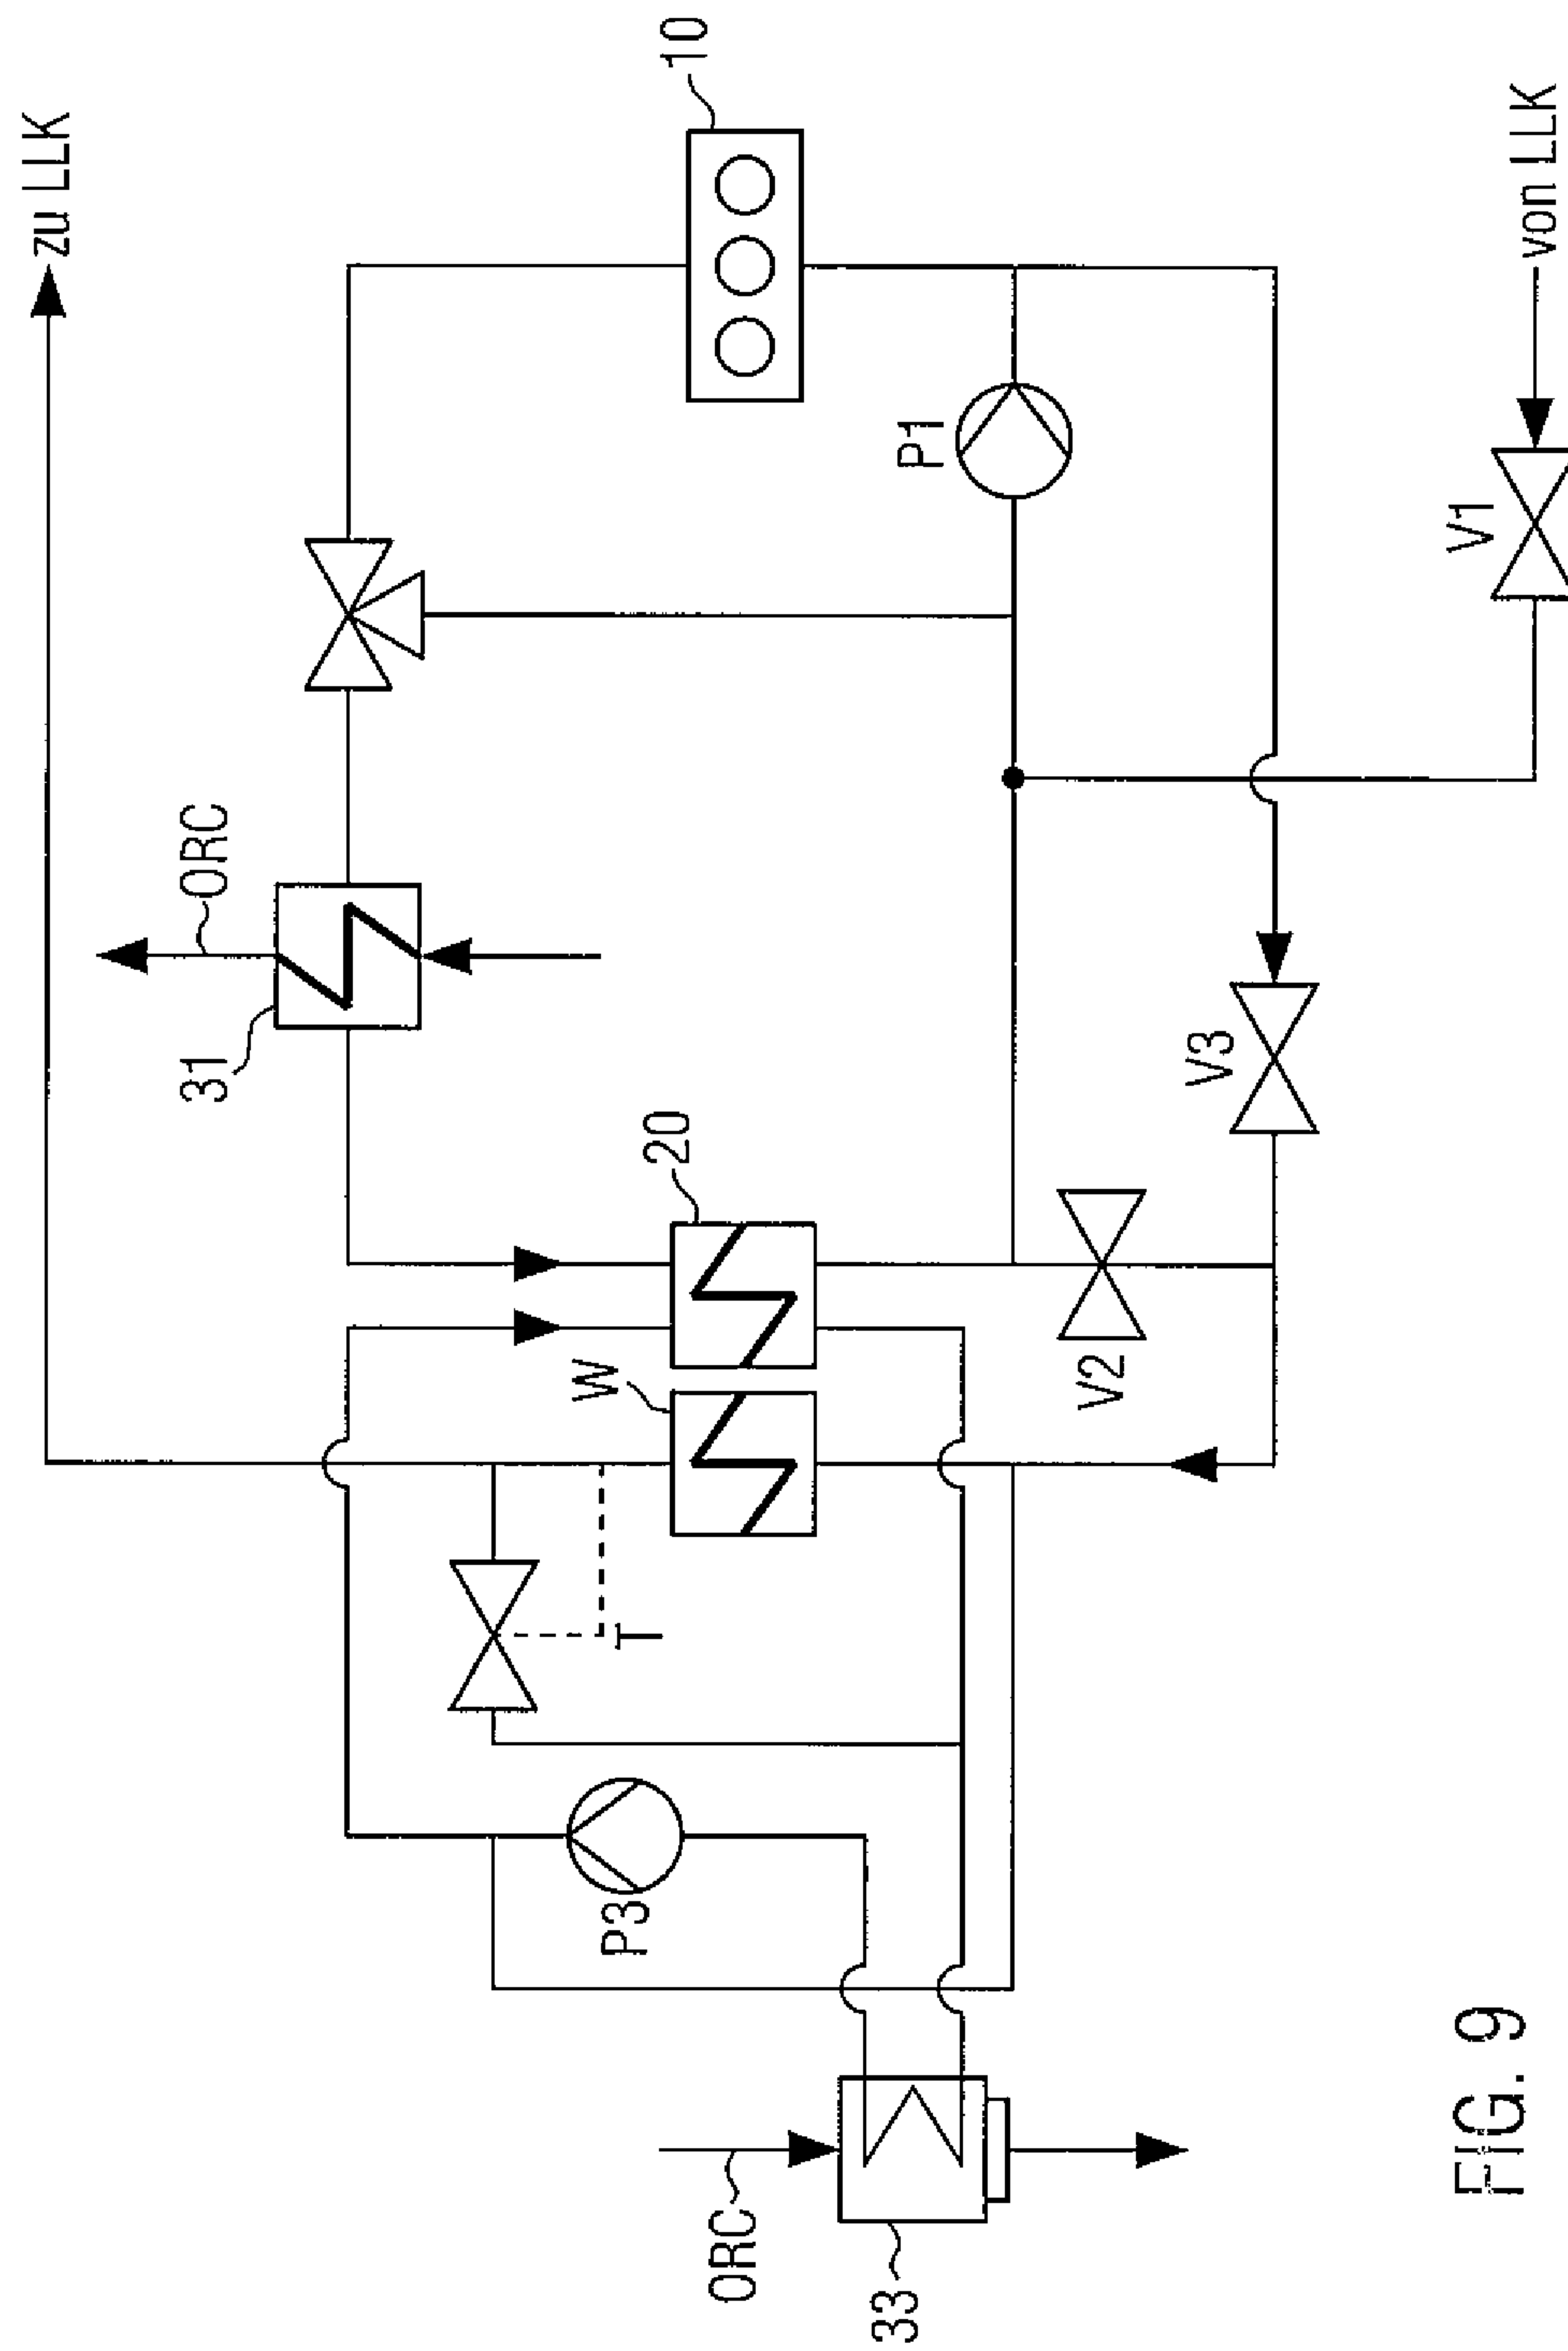 zu LLK
10
ORC
31
P1
20
W
V3
V1
von LLK
V2
T
P3
ORC
33
FIG. 9